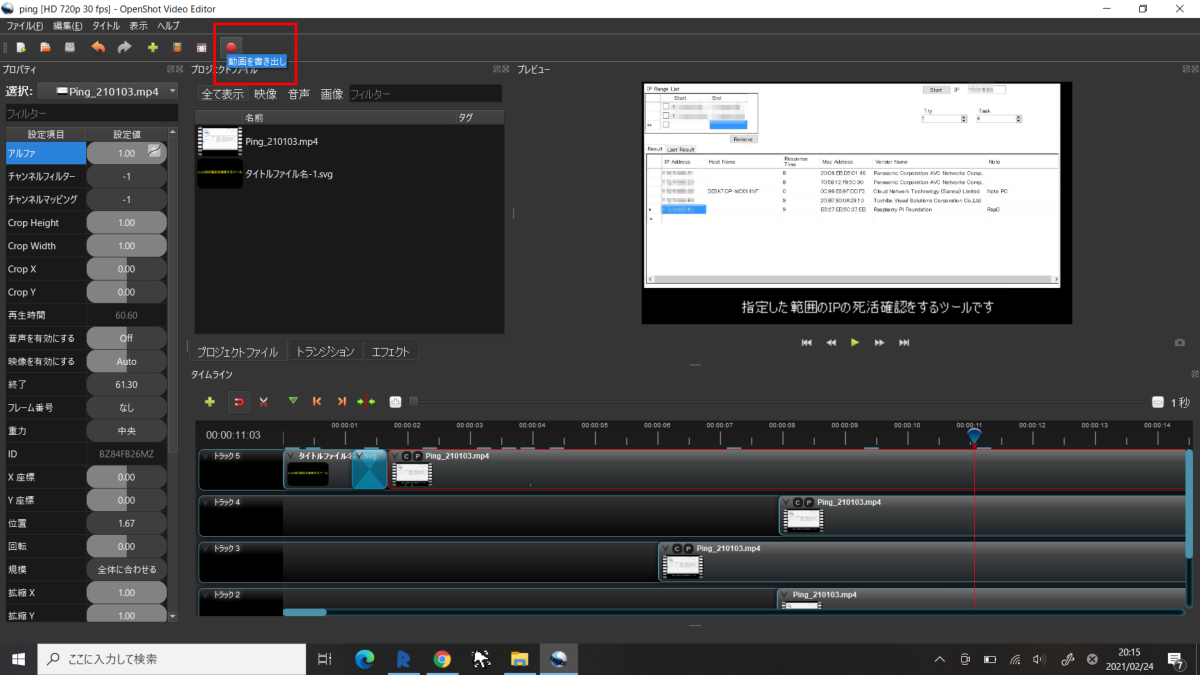 ping [HD 720p 30 fps] - OpenShot Video Editor
ファイル(F) 編集(E) タイトル 表示 ヘルプ
動画を書き出し
プロパティ
プロジェクトファイル
プレビュー
選択: Ping_210103.mp4
フィルター
設定項目 設定値
アルファ 1.00
チャンネルフィルター -1
チャンネルマッピング -1
Crop Height 1.00
Crop Width 1.00
Crop X 0.00
Crop Y 0.00
再生時間 60.60
音声を有効にする Off
映像を有効にする Auto
終了 61.30
フレーム番号 なし
重力 中央
ID BZ84FB26MZ
X 座標 0.00
Y 座標 0.00
位置 1.67
回転 0.00
規模 全体に合わせる
拡縮 X 1.00
拡縮 Y 1.00
全て表示 映像 音声 画像 フィルター
名前 タグ
Ping_210103.mp4
タイトルファイル名-1.svg
プロジェクトファイル トランジション エフェクト
IP Range List
Start End
Remove
Start IP
Try Task
Result Last Result
IP Address Host Name Response Time Mac Address Vendor Name Note
8 Panasonic Corporation AVC Networks Comp..
8 Panasonic Corporation AVC Networks Comp..
0 Cloud Network Technology (Samoa) Limited Note PC
9 Toshiba Visual Solutions Corporation Co.,Ltd
9 Raspberry Pi Foundation
指定した範囲のIPの死活確認をするツールです
タイムライン
1 秒
00:00:11:03
00:00:01 00:00:02 00:00:03 00:00:04 00:00:05 00:00:06 00:00:07 00:00:08 00:00:09 00:00:10 00:00:11 00:00:12 00:00:13 00:00:14
トラック 5
タイトルファイル名-1.svg
C P Ping_210103.mp4
トラック 4
C P Ping_210103.mp4
トラック 3
C P Ping_210103.mp4
トラック 2
Ping_210103.mp4
ここに入力して検索
20:15
2021/02/24
7